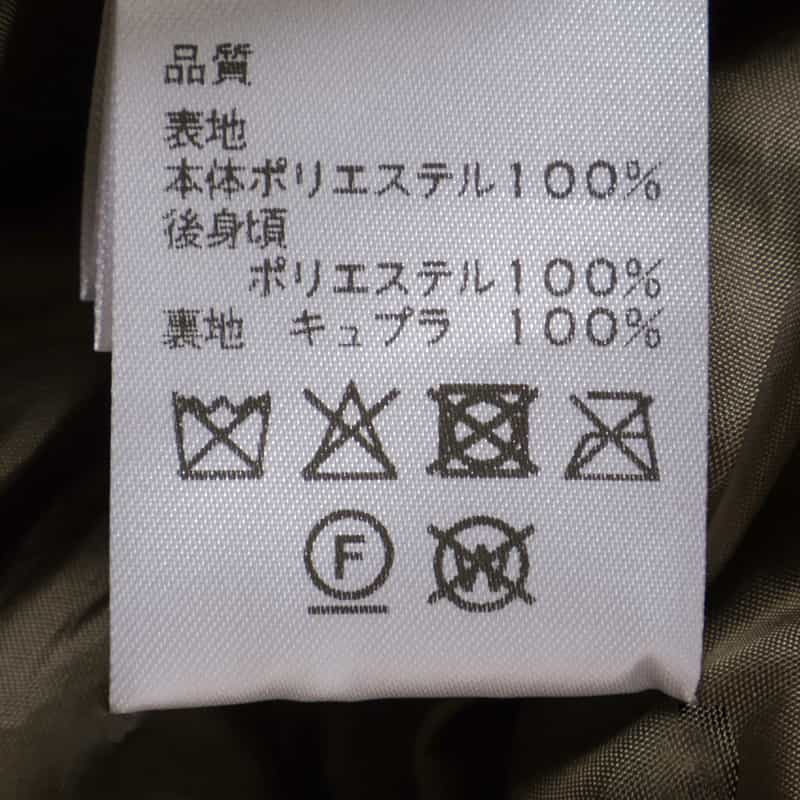 品質
表地
本体ポリエステル100%
後身頃
ポリエステル100%
裏地 キュプラ 100%
F W